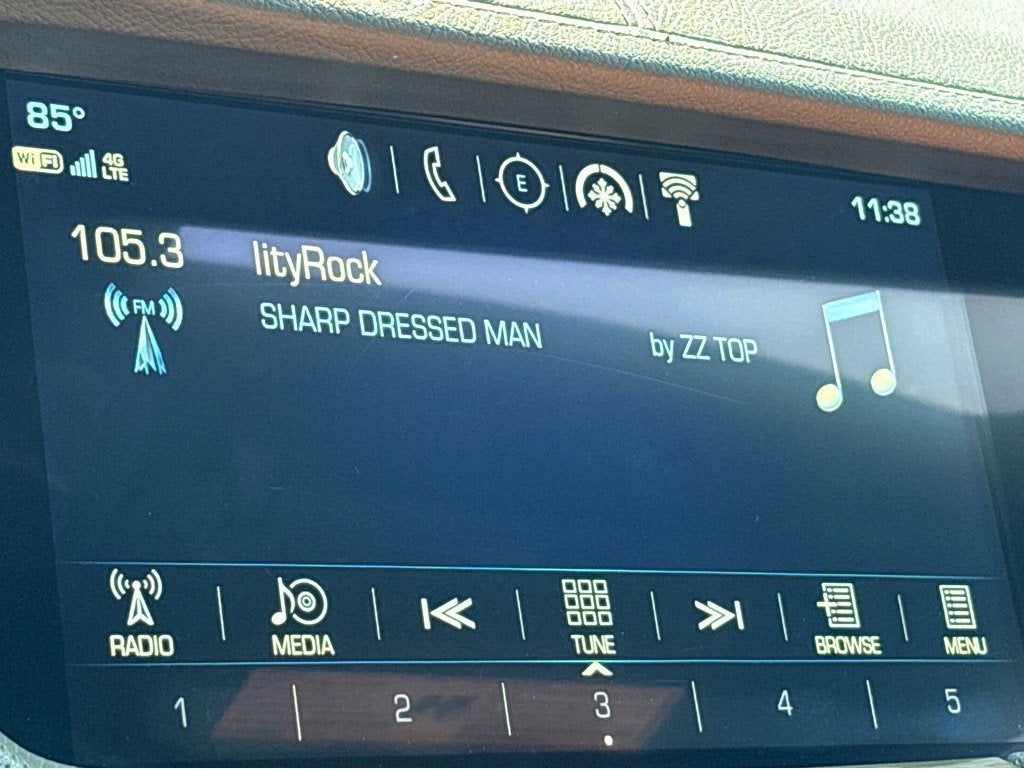 85°
WiFi 4G LTE
E
11:38
105.3 lityRock
FM
SHARP DRESSED MAN by ZZ TOP
RADIO MEDIA TUNE BROWSE MENU
1 2 3 4 5